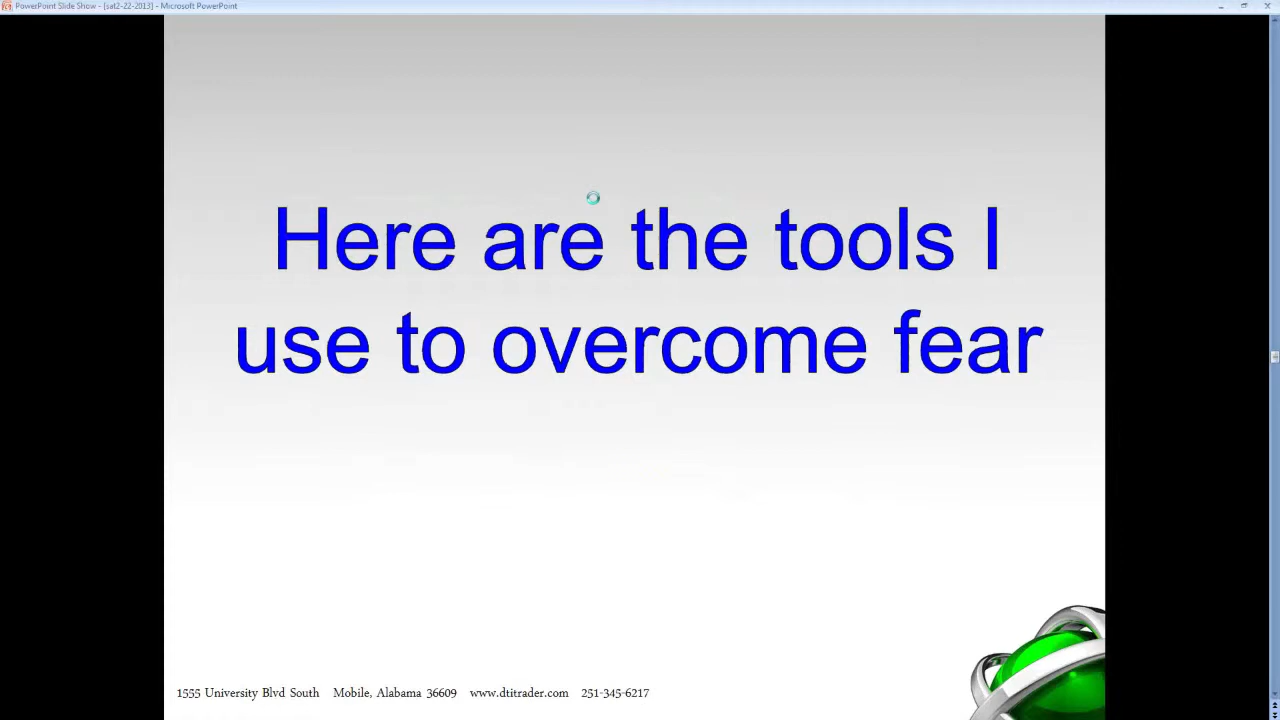 PowerPoint Slide Show - [sat2-22-2013] - Microsoft PowerPoint
Here are the tools I
use to overcome fear
1555 University Blvd South Mobile, Alabama 36609 www.dtitrader.com 251-345-6217